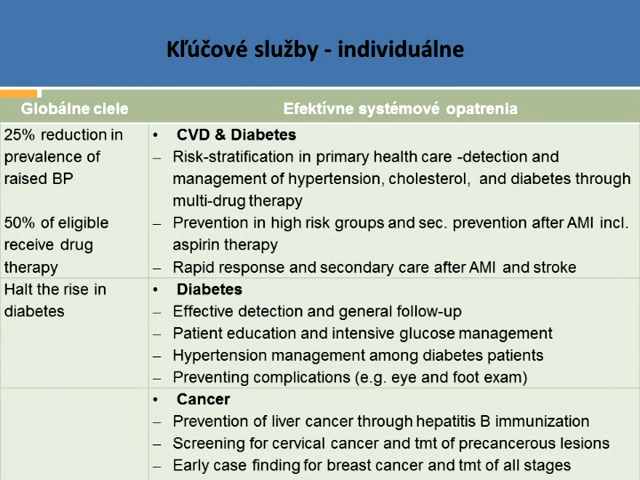 Kľúčové služby - individuálne
Globálne ciele
Efektívne systémové opatrenia
25% reduction in
prevalence of
raised BP
50% of eligible
receive drug
therapy
• CVD & Diabetes
– Risk-stratification in primary health care -detection and
management of hypertension, cholesterol, and diabetes through
multi-drug therapy
– Prevention in high risk groups and sec. prevention after AMI incl.
aspirin therapy
– Rapid response and secondary care after AMI and stroke
Halt the rise in
diabetes
• Diabetes
– Effective detection and general follow-up
– Patient education and intensive glucose management
– Hypertension management among diabetes patients
– Preventing complications (e.g. eye and foot exam)
• Cancer
– Prevention of liver cancer through hepatitis B immunization
– Screening for cervical cancer and tmt of precancerous lesions
– Early case finding for breast cancer and tmt of all stages